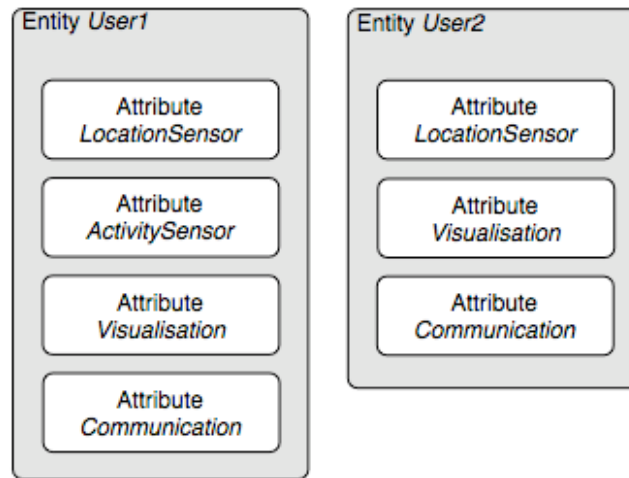 Entity User1
Attribute
LocationSensor
Attribute
ActivitySensor
Attribute
Visualisation
Attribute
Communication
Entity User2
Attribute
LocationSensor
Attribute
Visualisation
Attribute
Communication